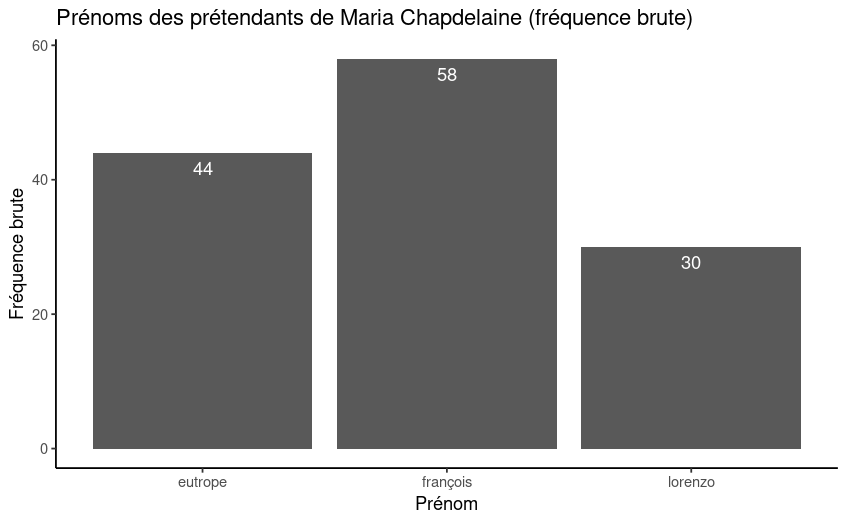 Prénoms des prétendants de Maria Chapdelaine (fréquence brute)
60
40
20
0
Fréquence brute
44
58
30
eutrope
françois
lorenzo
Prénom